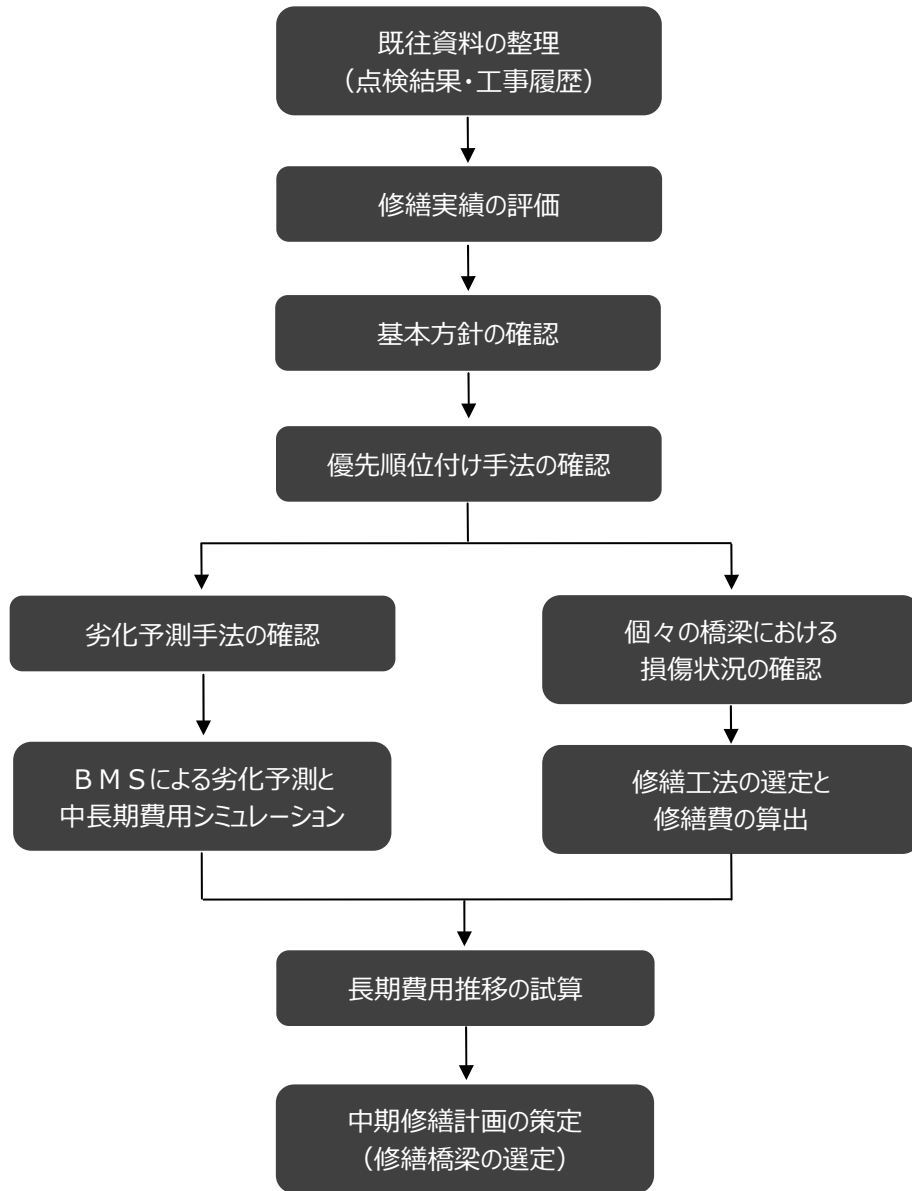 既往資料の整理
（点検結果・工事履歴）
修繕実績の評価
基本方針の確認
優先順位付け手法の確認
劣化予測手法の確認
個々の橋梁における
損傷状況の確認
ＢＭＳによる劣化予測と
中長期費用シミュレーション
修繕工法の選定と
修繕費の算出
長期費用推移の試算
中期修繕計画の策定
（修繕橋梁の選定）